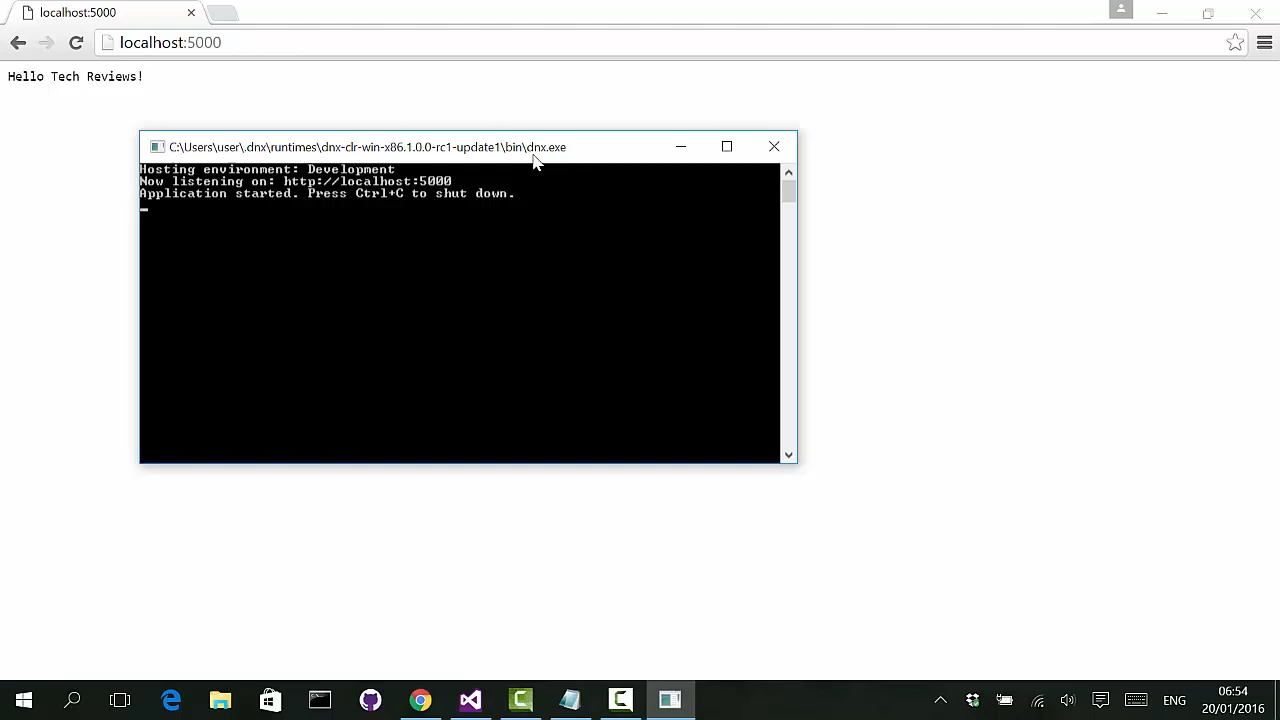 localhost:5000
localhost:5000
Hello Tech Reviews!
C:\Users\user\.dnx\runtimes\dnx-clr-win-x86.1.0.0-rc1-update1\bin\dnx.exe
Hosting environment: Development
Now listening on: http://localhost:5000
Application started. Press Ctrl+C to shut down.
ENG
06:54
20/01/2016